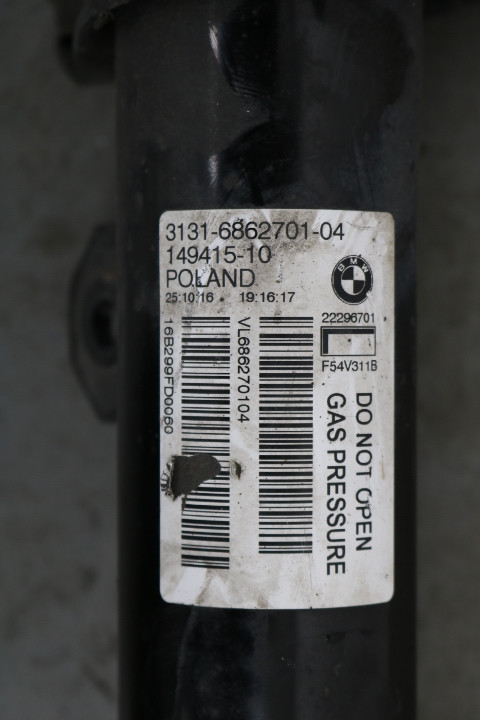 3131-6862701-04
149415-10
POLAND
25.10.16 19:16:17
BMW
22296701
L
F54V311B
16B299FD0060
VL686270104
DO NOT OPEN
GAS PRESSURE